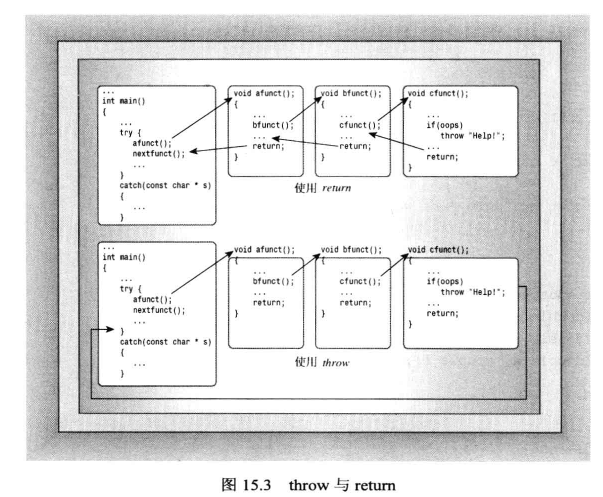 ...
int main()
{
...
try {
afunct();
nextfunct();
...
}
catch(const char * s)
{
...
}
void afunct();
{
...
bfunct();
...
return;
}
void bfunct();
{
...
cfunct();
...
return;
}
void cfunct();
{
...
if(oops)
throw "Help!";
...
return;
}
使用 return
...
int main()
{
...
try {
afunct();
nextfunct();
...
}
catch(const char * s)
{
...
}
void afunct();
{
...
bfunct();
...
return;
}
void bfunct();
{
...
cfunct();
...
return;
}
void cfunct();
{
...
if(oops)
throw "Help!";
...
return;
}
使用 throw
图 15.3 throw 与 return